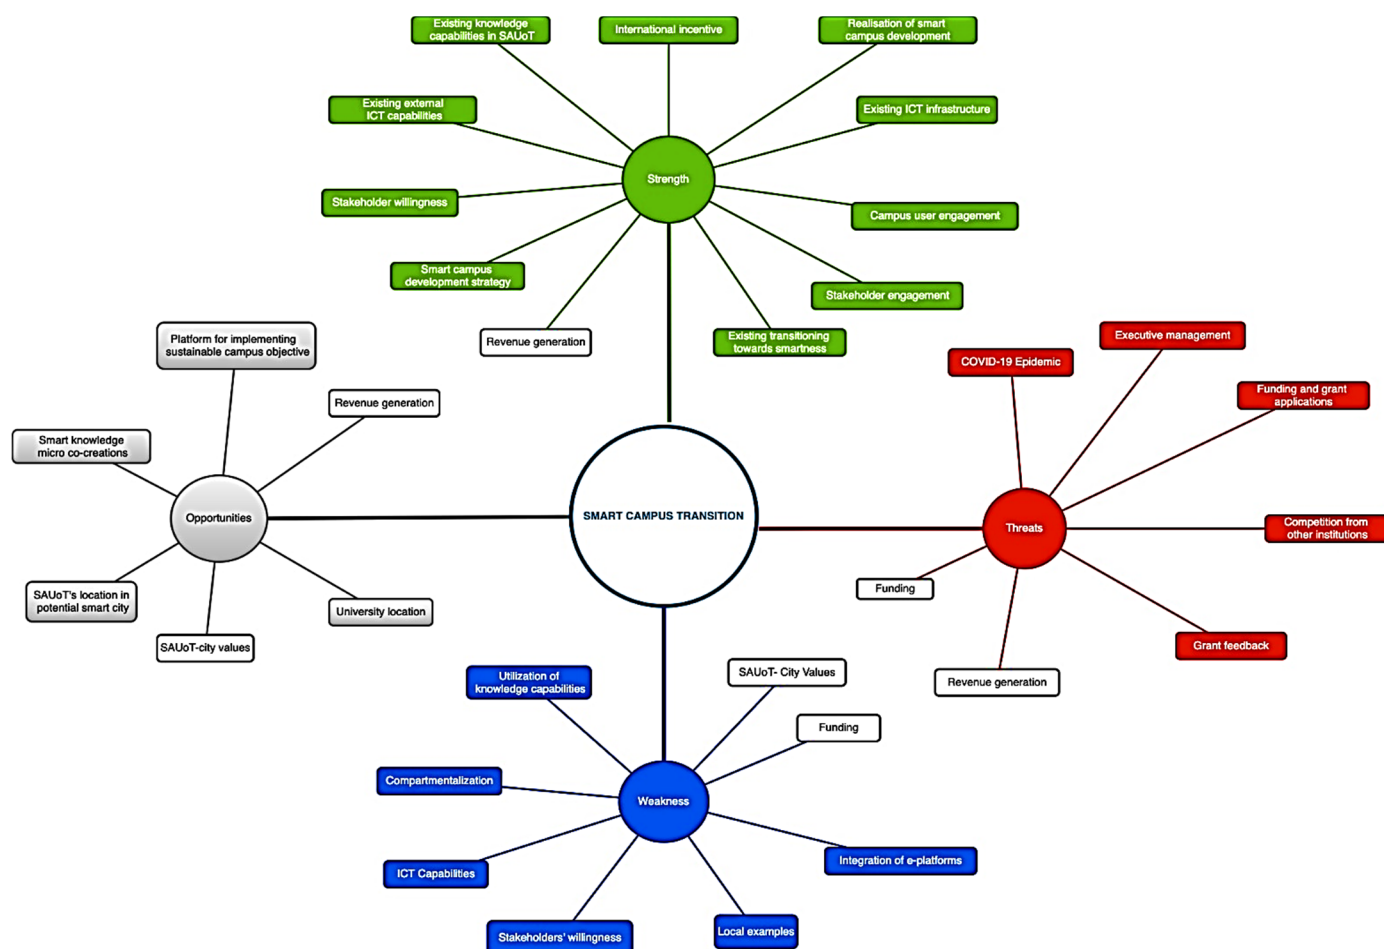 Existing knowledge
capabilities in SAUoT
International incentive
Realisation of smart
campus development
Existing external
ICT capabilities
Existing ICT infrastructure
Strength
Stakeholder willingness
Campus user engagement
Smart campus
development strategy
Stakeholder engagement
Revenue generation
Existing transitioning
towards smartness
Platform for implementing
sustainable campus objective
Revenue generation
Smart knowledge
micro co-creations
Opportunities
SAUoT's location in
potential smart city
SAUoT-city values
University location
SMART CAMPUS TRANSITION
COVID-19 Epidemic
Executive management
Funding and grant
applications
Threats
Competition from
other institutions
Funding
Grant feedback
Revenue generation
Utilization of
knowledge capabilities
SAUoT- City Values
Funding
Compartmentalization
Weakness
ICT Capabilities
Integration of e-platforms
Stakeholders' willingness
Local examples